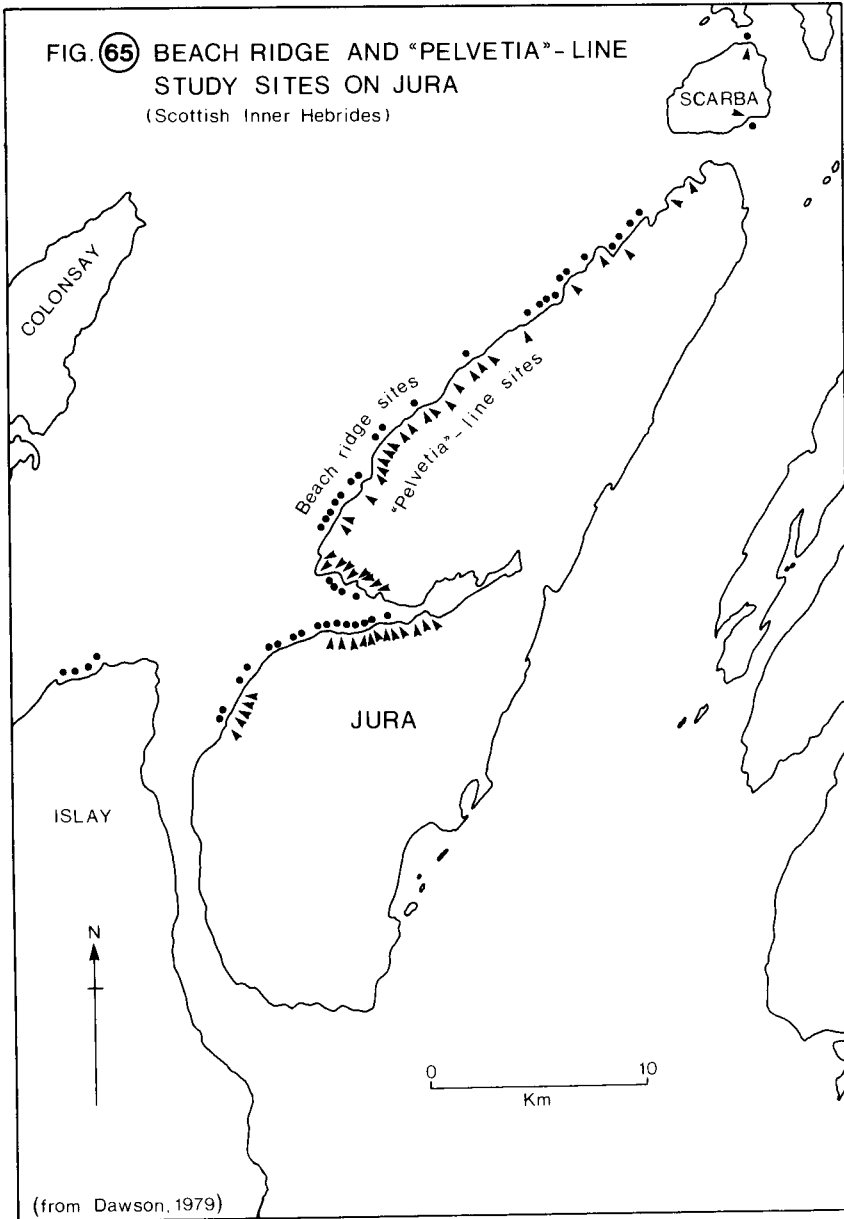 FIG. 65 BEACH RIDGE AND “PELVETIA”-LINE
STUDY SITES ON JURA
(Scottish Inner Hebrides)
SCARBA
COLONSAY
Beach ridge sites
“Pelvetia”-line sites
JURA
ISLAY
N
0 10
Km
(from Dawson, 1979)